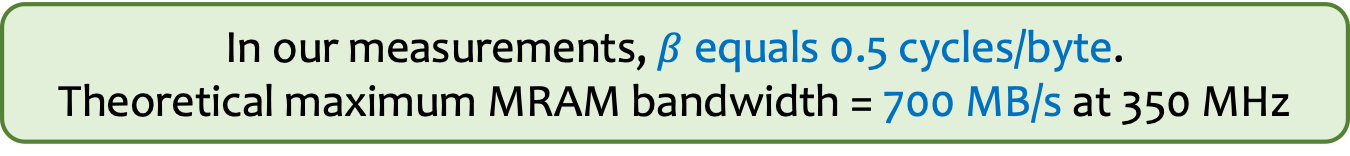 In our measurements, β equals 0.5 cycles/byte.
Theoretical maximum MRAM bandwidth = 700 MB/s at 350 MHz